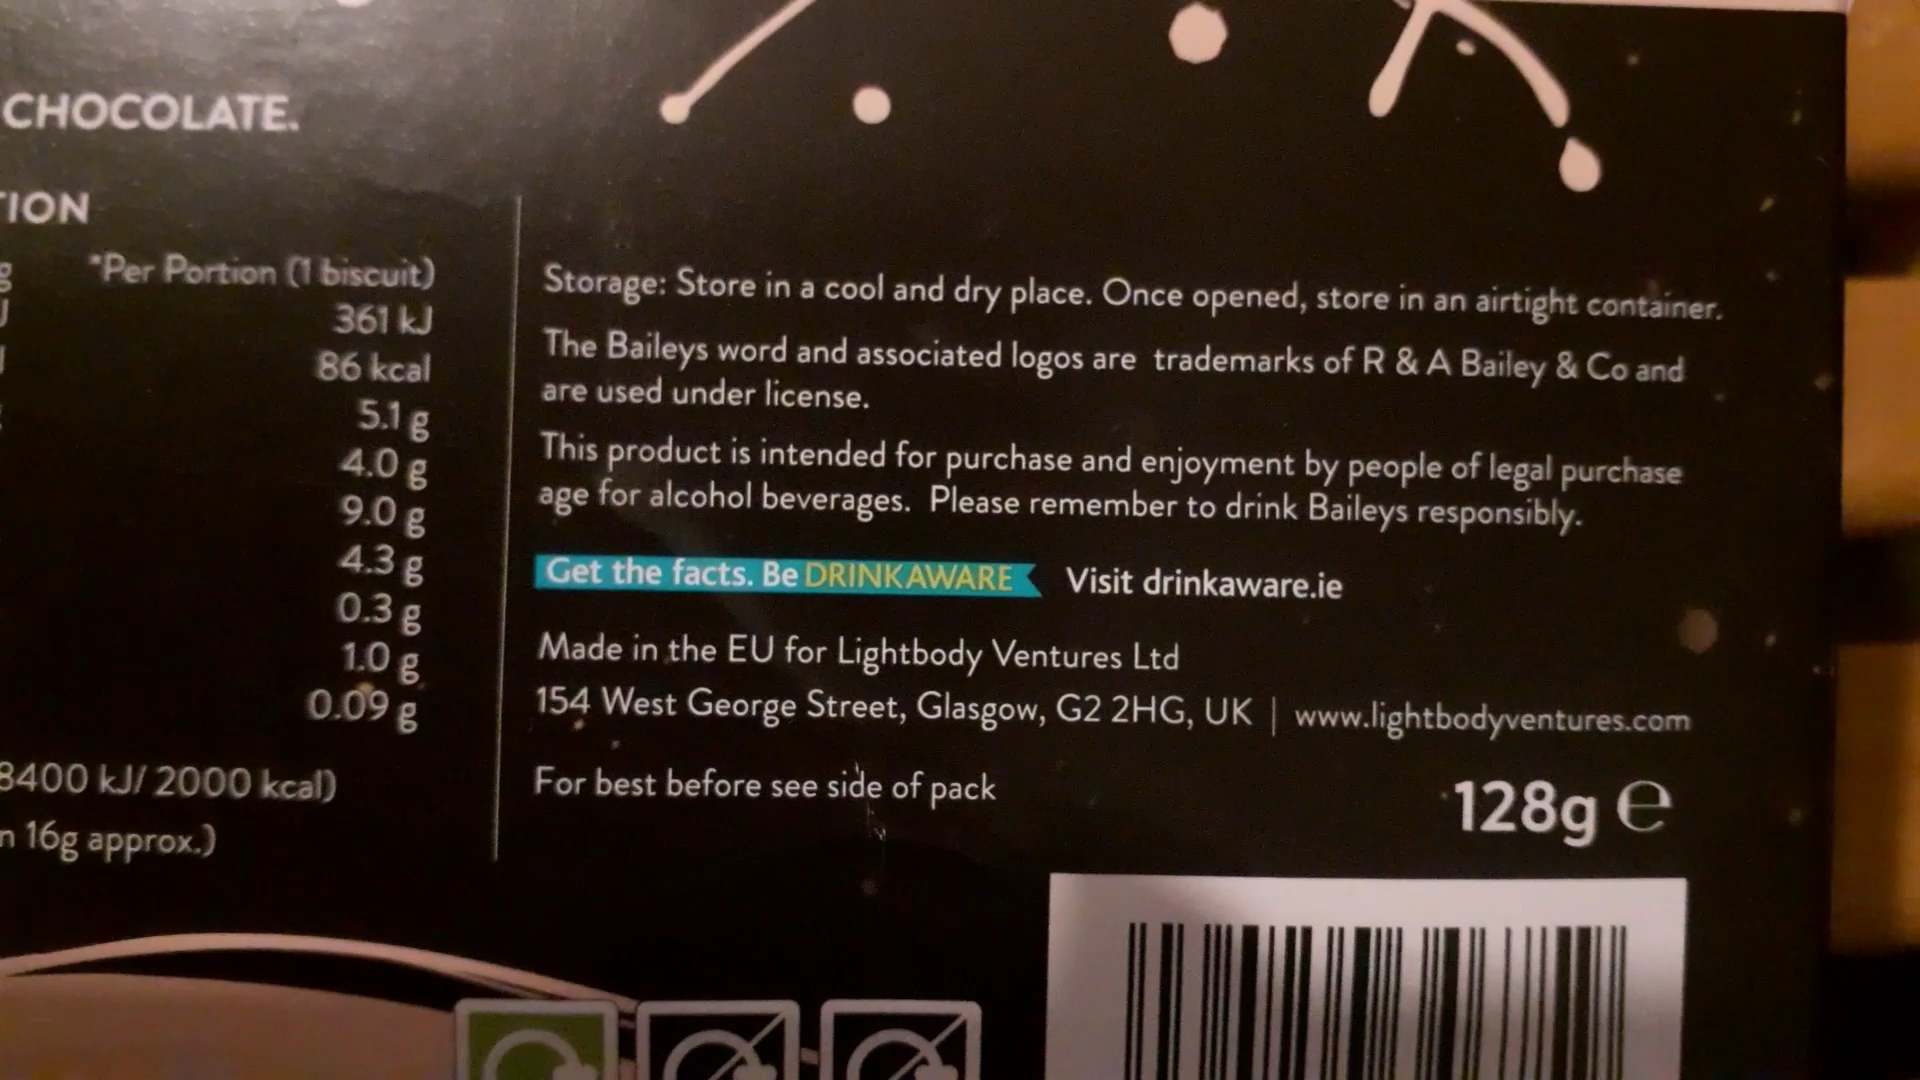 CHOCOLATE.
TION
*Per Portion (1 biscuit)
361 kJ
86 kcal
5.1 g
4.0 g
9.0 g
4.3 g
0.3 g
1.0 g
0.09 g
8400 kJ/ 2000 kcal)
n 16g approx.)
Storage: Store in a cool and dry place. Once opened, store in an airtight container.
The Baileys word and associated logos are trademarks of R & A Bailey & Co and
are used under license.
This product is intended for purchase and enjoyment by people of legal purchase
age for alcohol beverages. Please remember to drink Baileys responsibly.
Get the facts. Be DRINKAWARE Visit drinkaware.ie
Made in the EU for Lightbody Ventures Ltd
154 West George Street, Glasgow, G2 2HG, UK | www.lightbodyventures.com
For best before see side of pack
128g ℮